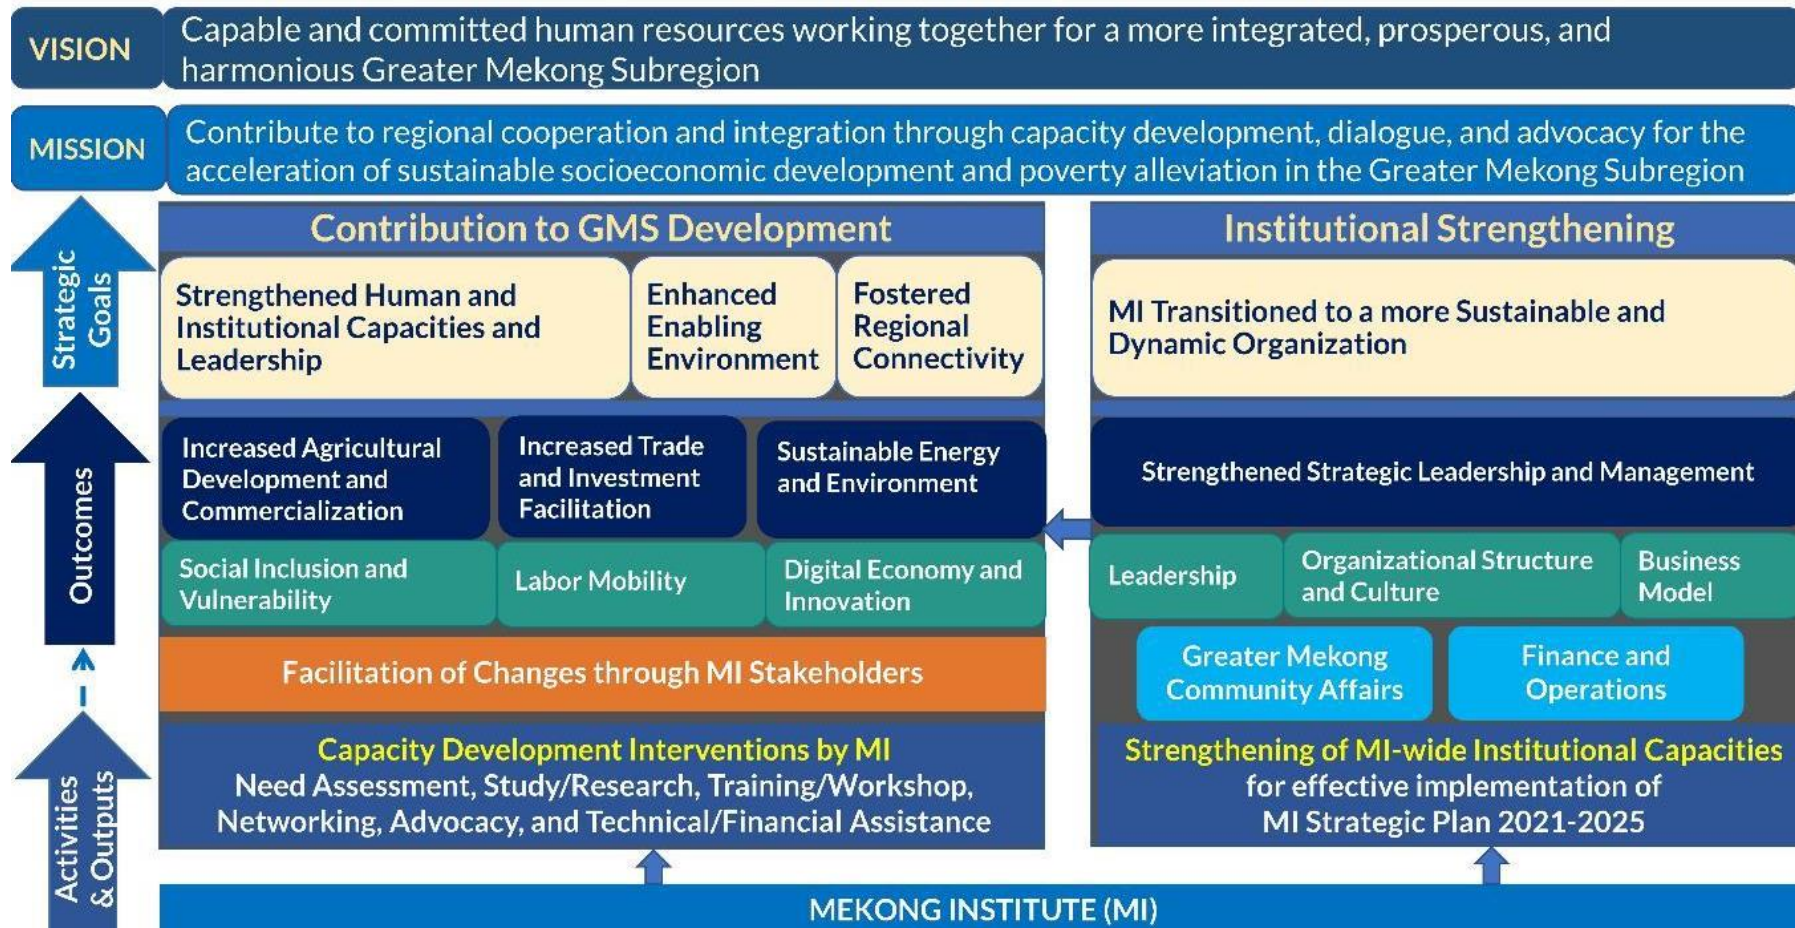 VISION
Capable and committed human resources working together for a more integrated, prosperous, and
harmonious Greater Mekong Subregion
MISSION
Contribute to regional cooperation and integration through capacity development, dialogue, and advocacy for the
acceleration of sustainable socioeconomic development and poverty alleviation in the Greater Mekong Subregion
Strategic
Goals
Contribution to GMS Development
Strengthened Human and
Institutional Capacities and
Leadership
Enhanced
Enabling
Environment
Fostered
Regional
Connectivity
Institutional Strengthening
MI Transitioned to a more Sustainable and
Dynamic Organization
Outcomes
Increased Agricultural
Development and
Commercialization
Increased Trade
and Investment
Facilitation
Sustainable Energy
and Environment
Strengthened Strategic Leadership and Management
Social Inclusion and
Vulnerability
Labor Mobility
Digital Economy and
Innovation
Leadership
Organizational Structure
and Culture
Business
Model
Facilitation of Changes through MI Stakeholders
Greater Mekong
Community Affairs
Finance and
Operations
Activities
& Outputs
Capacity Development Interventions by MI
Need Assessment, Study/Research, Training/Workshop,
Networking, Advocacy, and Technical/Financial Assistance
Strengthening of MI-wide Institutional Capacities
for effective implementation of
MI Strategic Plan 2021-2025
MEKONG INSTITUTE (MI)